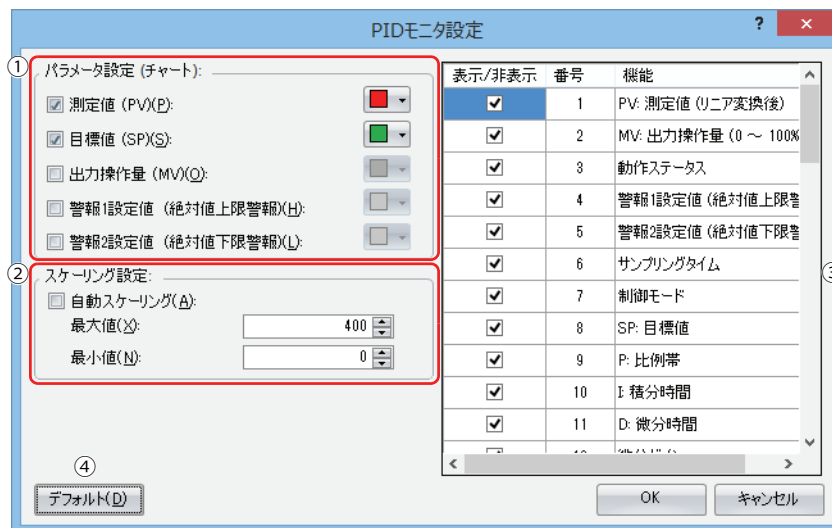 PIDモニタ設定
?
×
①
パラメータ設定 (チャート):
測定値 (PV)(P):
目標値 (SP)(S):
出力操作量 (MV)(O):
警報1設定値 (絶対値上限警報)(H):
警報2設定値 (絶対値下限警報)(L):
②
スケーリング設定:
自動スケーリング(A):
最大値(X): 400
最小値(N): 0
④
デフォルト(D)
表示/非表示 番号 機能
1 PV: 測定値 (リニア変換後)
2 MV: 出力操作量 (0 ～ 100%
3 動作ステータス
4 警報1設定値 (絶対値上限警
5 警報2設定値 (絶対値下限警
6 サンプリングタイム
7 制御モード
8 SP: 目標値
9 P: 比例帯
10 I: 積分時間
11 D: 微分時間
③
OK
キャンセル